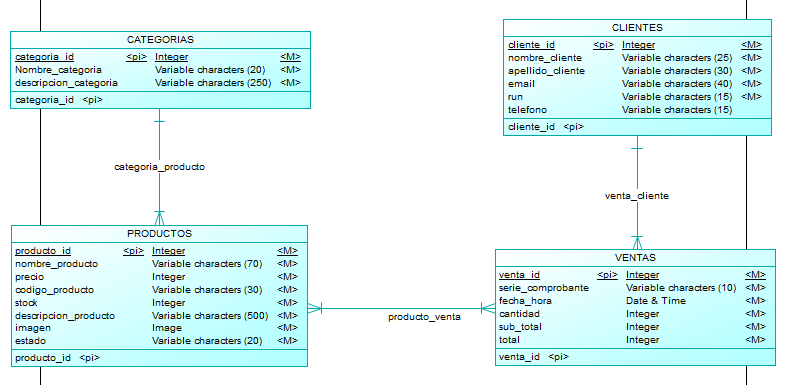 CATEGORIAS
categoria_id <pi> Integer <M>
Nombre_categoria Variable characters (20) <M>
descripcion_categoria Variable characters (250) <M>
categoria_id <pi>
CLIENTES
cliente_id <pi> Integer <M>
nombre_cliente Variable characters (25) <M>
apellido_cliente Variable characters (30) <M>
email Variable characters (40) <M>
run Variable characters (15) <M>
telefono Variable characters (15)
cliente_id <pi>
categoria_producto
venta_cliente
PRODUCTOS
producto_id <pi> Integer <M>
nombre_producto Variable characters (70) <M>
precio Integer <M>
codigo_producto Variable characters (30) <M>
stock Integer <M>
descripcion_producto Variable characters (500) <M>
imagen Image <M>
estado Variable characters (20) <M>
producto_id <pi>
producto_venta
VENTAS
venta_id <pi> Integer <M>
serie_comprobante Variable characters (10) <M>
fecha_hora Date & Time <M>
cantidad Integer <M>
sub_total Integer <M>
total Integer <M>
venta_id <pi>